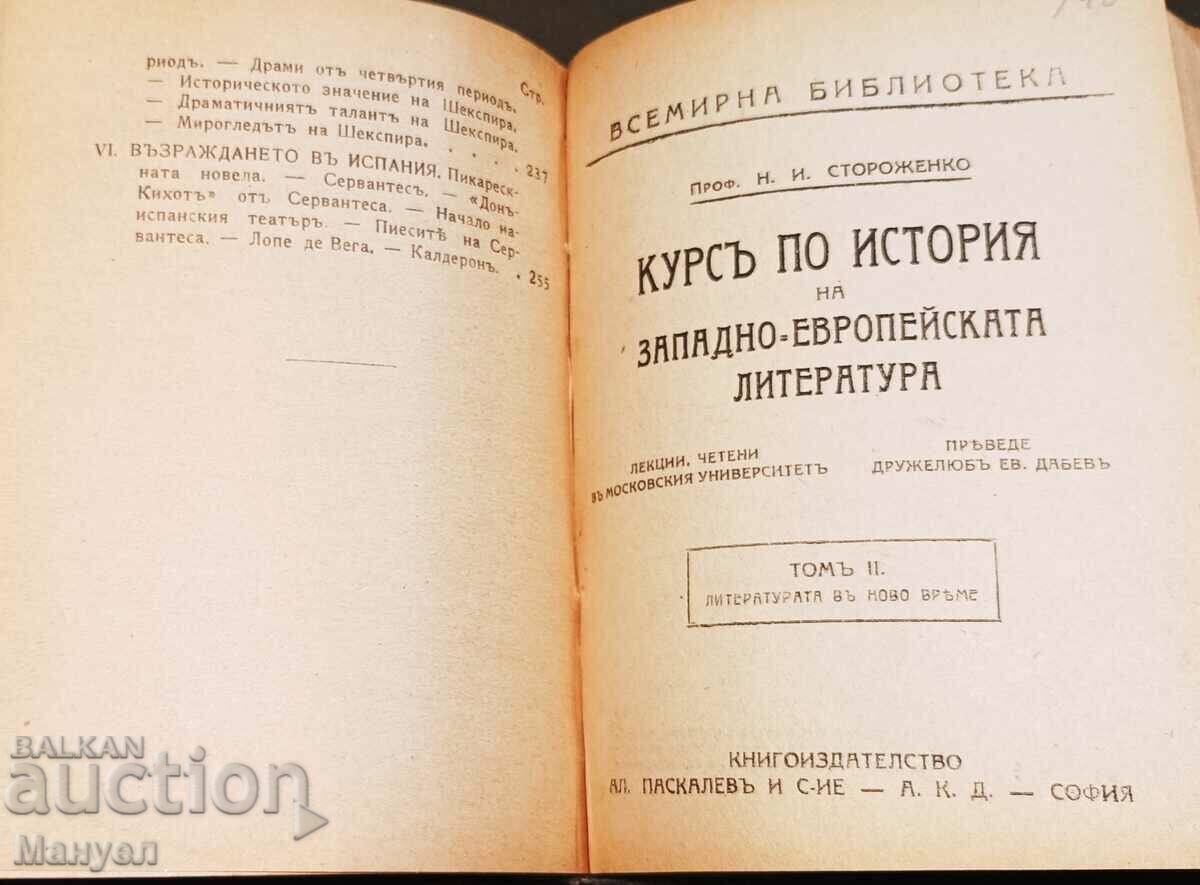 Стр.
риодъ. — Драми отъ четвъртия периодъ.
— Историческото значение на Шекспира.
— Драматичниятъ талантъ на Шекспира.
— Мирогледътъ на Шекспира. . . . . 237
VI. ВЪЗРАЖДАНЕТО ВЪ ИСПАНИЯ. Пикареск-
ната новела. — Сервантесъ. — «Донъ-
Кихотъ» отъ Сервантеса. — Начало на
испанския театъръ. — Пиеситѣ на Сер-
вантеса. — Лопе де Вега. — Калдеронъ. . 255
ВСЕМИРНА БИБЛИОТЕКА
ПРОФ. Н. И. СТОРОЖЕНКО
КУРСЪ ПО ИСТОРИЯ
НА
ЗАПАДНО-ЕВРОПЕЙСКАТА
ЛИТЕРАТУРА
ЛЕКЦИИ, ЧЕТЕНИ
ВЪ МОСКОВСКИЯ УНИВЕРСИТЕТЪ
ПРѢВЕДЕ
ДРУЖЕЛЮБЪ ЕВ. ДАБЕВЪ
ТОМЪ II.
ЛИТЕРАТУРАТА ВЪ НОВО ВРѢМЕ
КНИГОИЗДАТЕЛСТВО
АЛ. ПАСКАЛЕВЪ И С-ИЕ — А. К. Д. — СОФИЯ
BALKAN
auction
Мануел